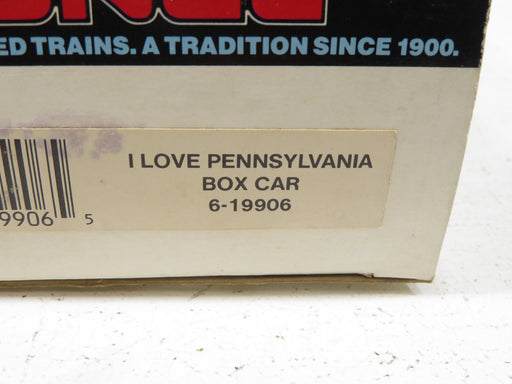 ED TRAINS. A TRADITION SINCE 1900.
I LOVE PENNSYLVANIA
BOX CAR
6-19906
9906 5